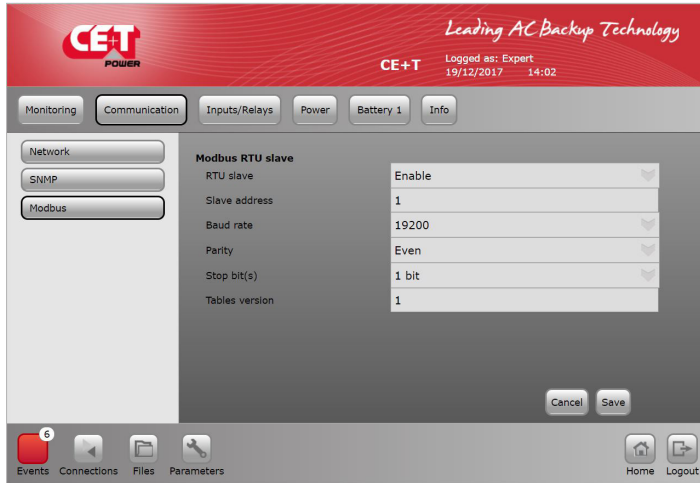 CE+T
POWER
Leading AC Backup Technology
CE+T
Logged as: Expert
19/12/2017 14:02
Monitoring Communication Inputs/Relays Power Battery 1 Info
Network
SNMP
Modbus
Modbus RTU slave
RTU slave Enable
Slave address 1
Baud rate 19200
Parity Even
Stop bit(s) 1 bit
Tables version 1
Cancel Save
6
Events Connections Files Parameters Home Logout